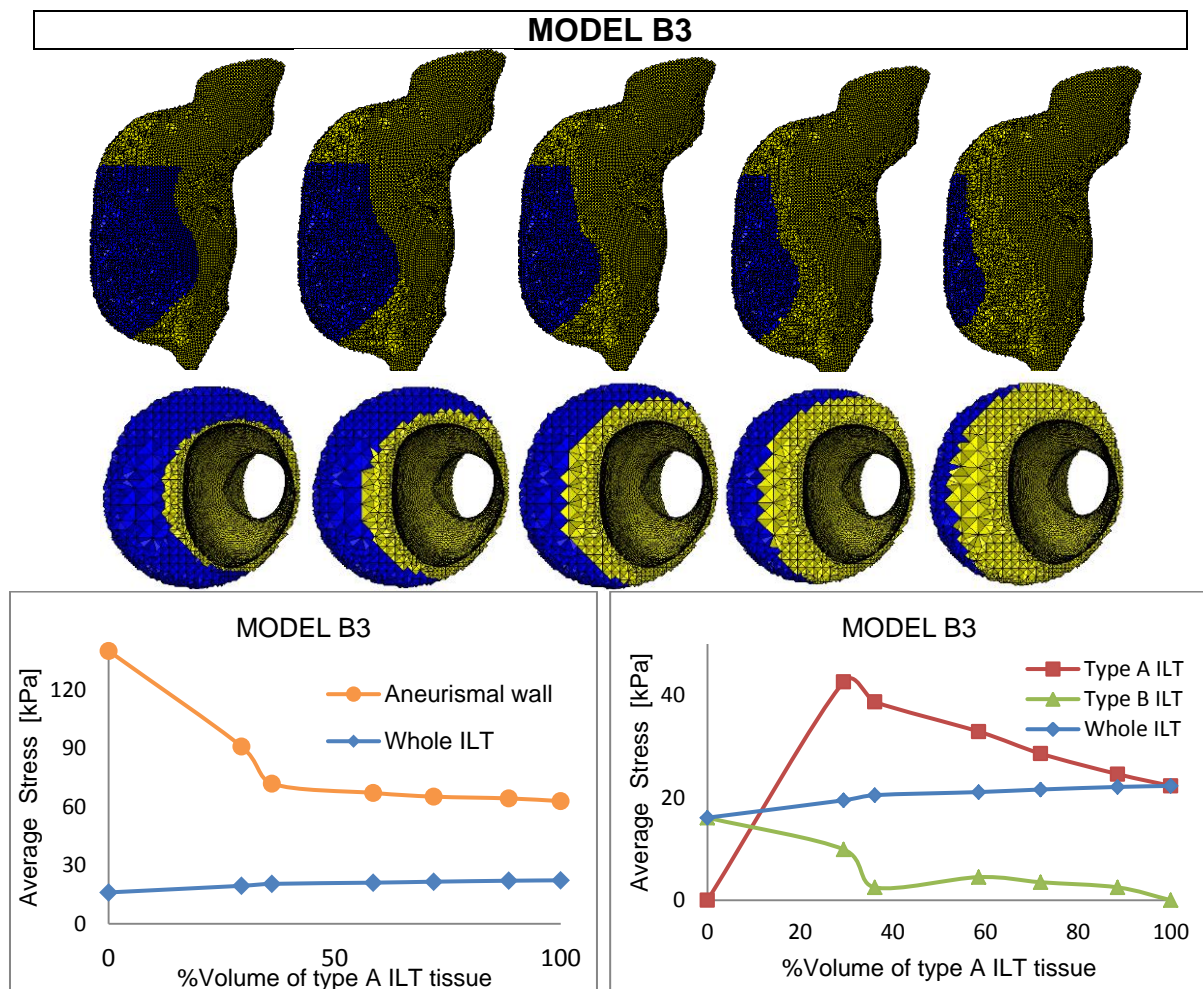 MODEL B3
MODEL B3
Average Stress [kPa]
120
90
60
30
0
0
50
100
%Volume of type A ILT tissue
Aneurismal wall
Whole ILT
MODEL B3
Average Stress [kPa]
40
20
0
0
20
40
60
80
100
%Volume of type A ILT tissue
Type A ILT
Type B ILT
Whole ILT